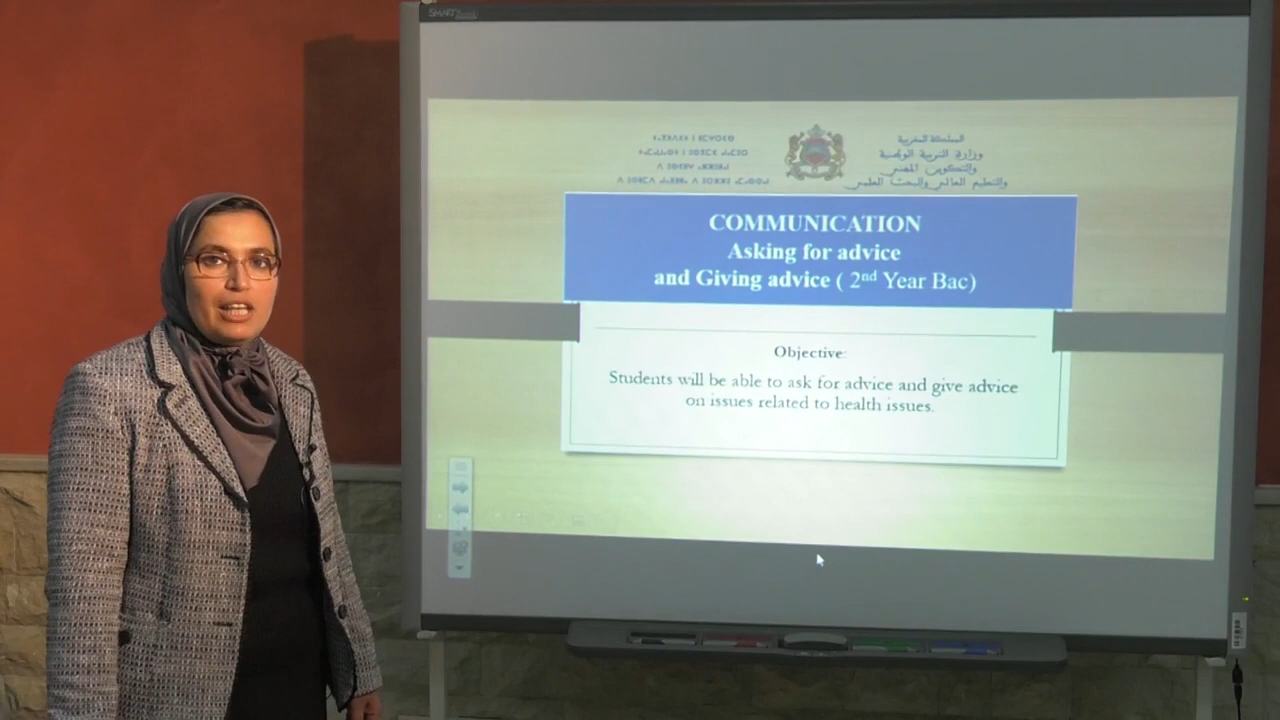 SMART
المملكة المغربية
وزارة التربية الوطنية
والتكوين المهني
والتعليم العالي والبحث العلمي
COMMUNICATION
Asking for advice
and Giving advice ( 2nd Year Bac)
Objective:
Students will be able to ask for advice and give advice
on issues related to health issues.